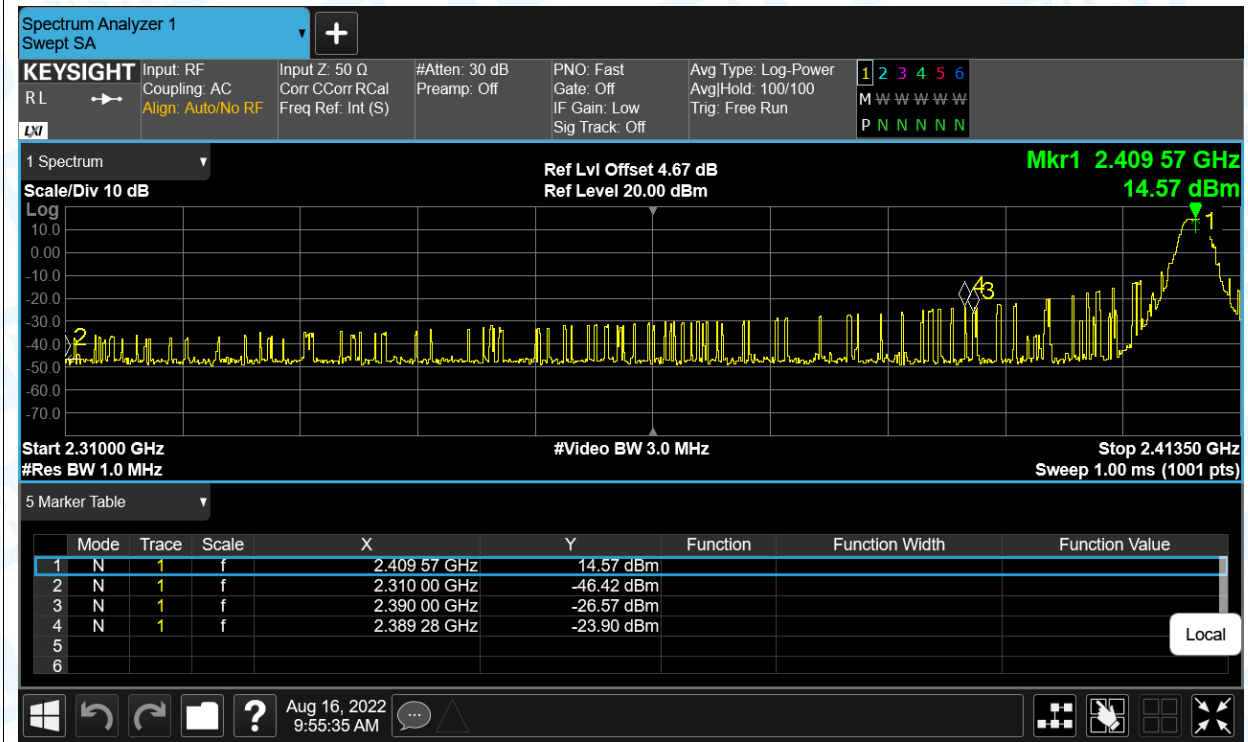 Spectrum Analyzer 1
Swept SA
KEYSIGHT
R L
LXI
Input: RF
Coupling: AC
Align: Auto/No RF
Input Z: 50 Ω
Corr CCorr RCal
Freq Ref: Int (S)
#Atten: 30 dB
Preamp: Off
PNO: Fast
Gate: Off
IF Gain: Low
Sig Track: Off
Avg Type: Log-Power
Avg|Hold: 100/100
Trig: Free Run
1 2 3 4 5 6
M W W W W W
P N N N N N N
1 Spectrum
Scale/Div 10 dB
Ref Lvl Offset 4.67 dB
Ref Level 20.00 dBm
Mkr1 2.409 57 GHz
14.57 dBm
Log
10.0
0.00
-10.0
-20.0
-30.0
-40.0
-50.0
-60.0
-70.0
1
2
4
3
Start 2.31000 GHz
#Res BW 1.0 MHz
#Video BW 3.0 MHz
Stop 2.41350 GHz
Sweep 1.00 ms (1001 pts)
5 Marker Table
Mode Trace Scale X Y Function Function Width Function Value
1 N 1 f 2.409 57 GHz 14.57 dBm
2 N 1 f 2.310 00 GHz -46.42 dBm
3 N 1 f 2.390 00 GHz -26.57 dBm
4 N 1 f 2.389 28 GHz -23.90 dBm
5
6
Local
?
Aug 16, 2022
9:55:35 AM